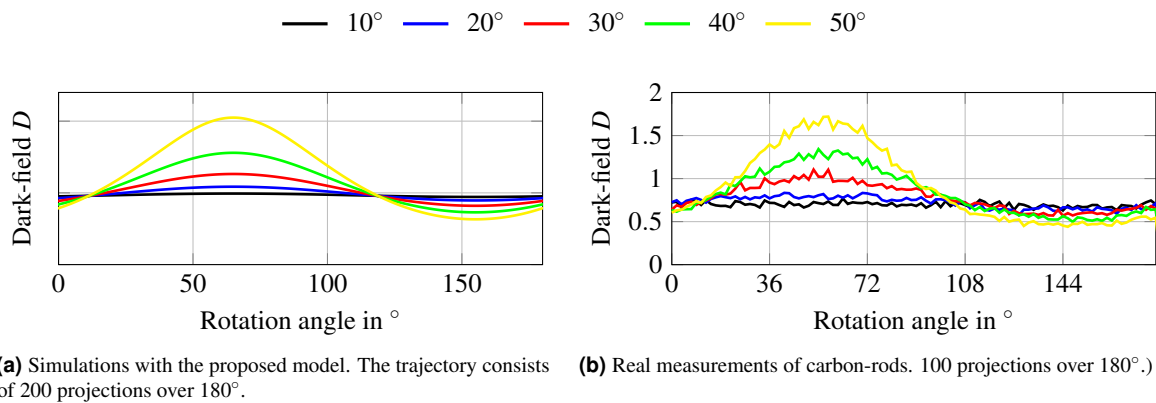 10° 20° 30° 40° 50°
Dark-field D
0 50 100 150
Rotation angle in °
Dark-field D
2
1.5
1
0.5
0
0 36 72 108 144
Rotation angle in °
(a) Simulations with the proposed model. The trajectory consists
of 200 projections over 180°.
(b) Real measurements of carbon-rods. 100 projections over 180°.)